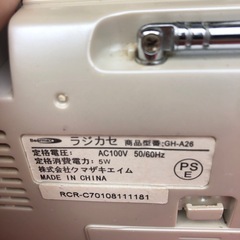 ラジカセ 商品型番:GH-A26
定格電圧: AC100V 50/60Hz
定格消費電力: 5W
株式会社クマザキエイム
MADE IN CHINA
PSE
RCR-C70108111181